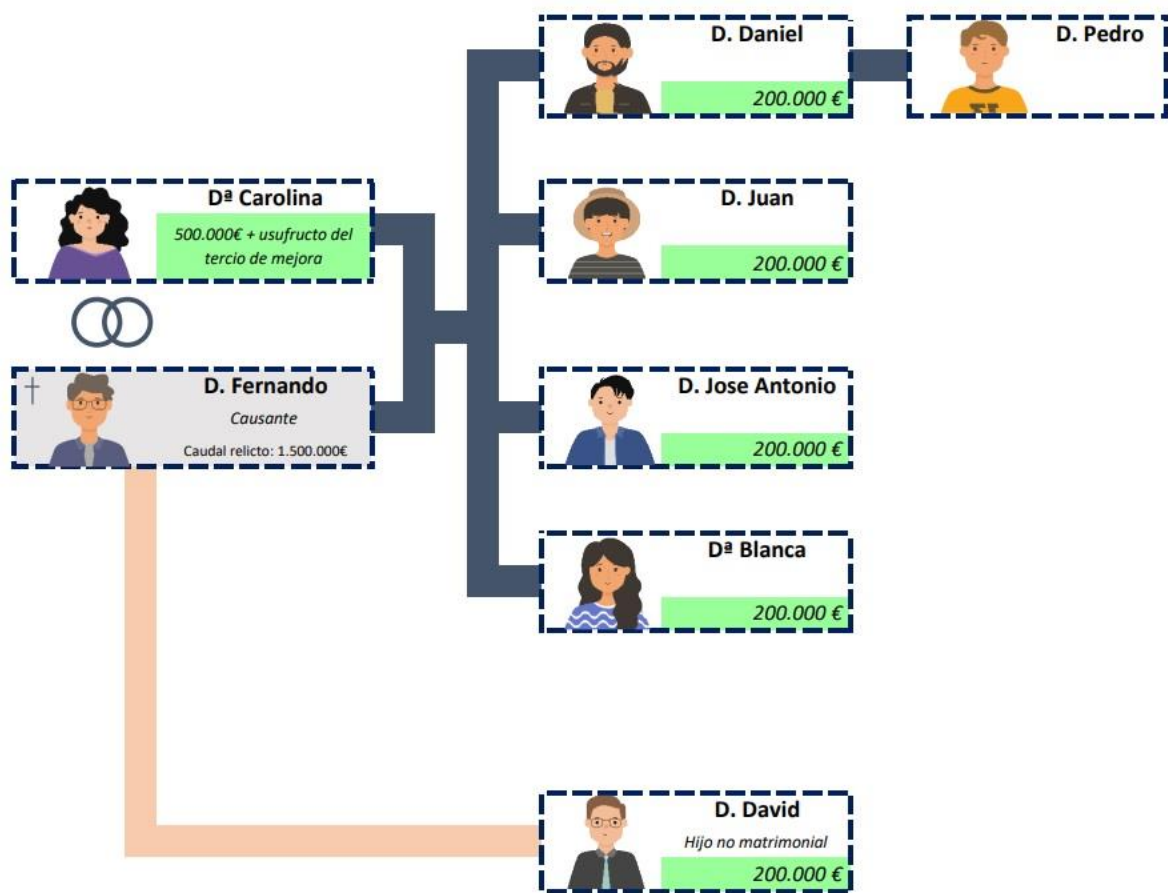 D. Daniel
200.000 €
D. Pedro
Dª Carolina
500.000€ + usufructo del
tercio de mejora
D. Juan
200.000 €
D. Fernando
Causante
Caudal relicto: 1.500.000€
D. Jose Antonio
200.000 €
Dª Blanca
200.000 €
D. David
Hijo no matrimonial
200.000 €